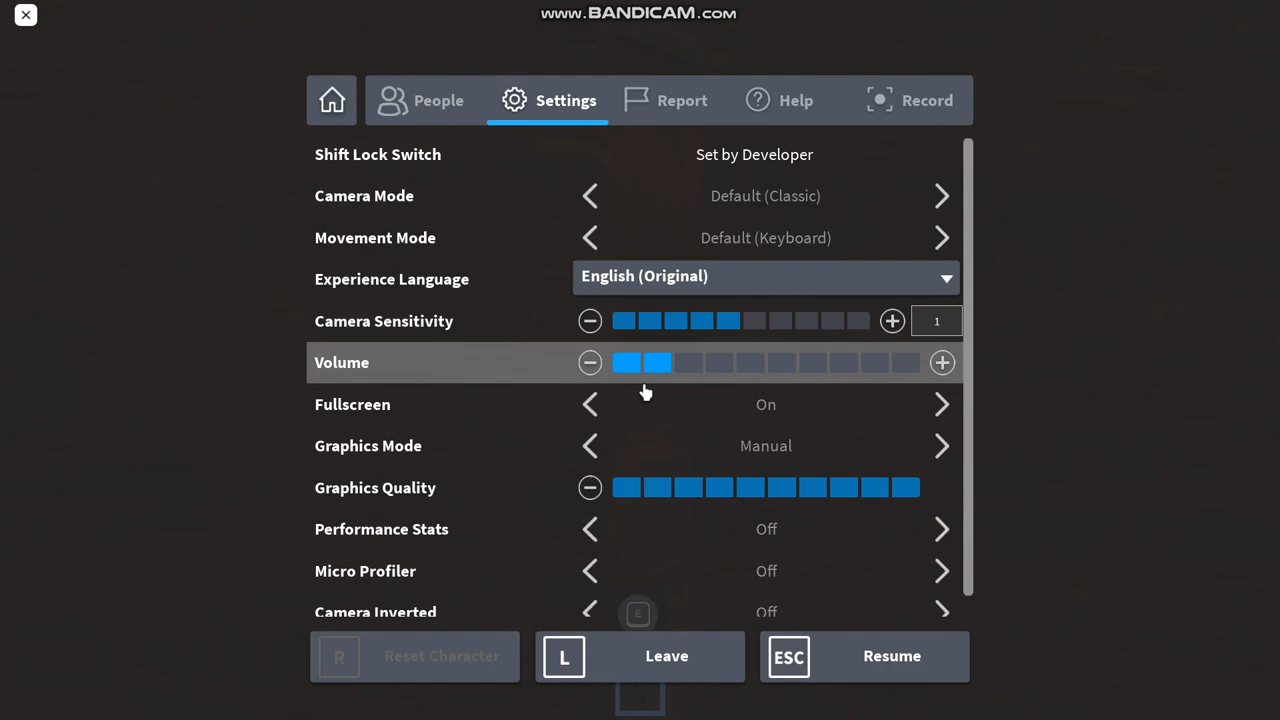 www.BANDICAM.com
People
Settings
Report
Help
Record
Shift Lock Switch Set by Developer
Camera Mode Default (Classic)
Movement Mode Default (Keyboard)
Experience Language English (Original)
Camera Sensitivity 1
Volume
Fullscreen On
Graphics Mode Manual
Graphics Quality
Performance Stats Off
Micro Profiler Off
Camera Inverted Off
E
R Reset Character
L Leave
ESC Resume